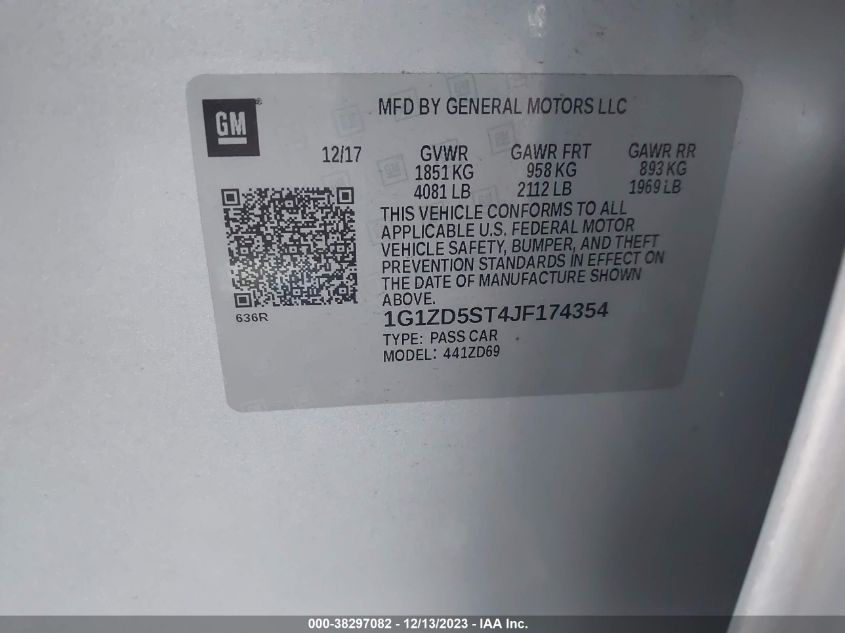 GM
MFD BY GENERAL MOTORS LLC
12/17 GVWR GAWR FRT GAWR RR
1851 KG 958 KG 893 KG
4081 LB 2112 LB 1969 LB
THIS VEHICLE CONFORMS TO ALL
APPLICABLE U.S. FEDERAL MOTOR
VEHICLE SAFETY, BUMPER, AND THEFT
PREVENTION STANDARDS IN EFFECT ON
THE DATE OF MANUFACTURE SHOWN
ABOVE.
636R
1G1ZD5ST4JF174354
TYPE: PASS CAR
MODEL: 441ZD69
000-38297082 - 12/13/2023 - IAA Inc.